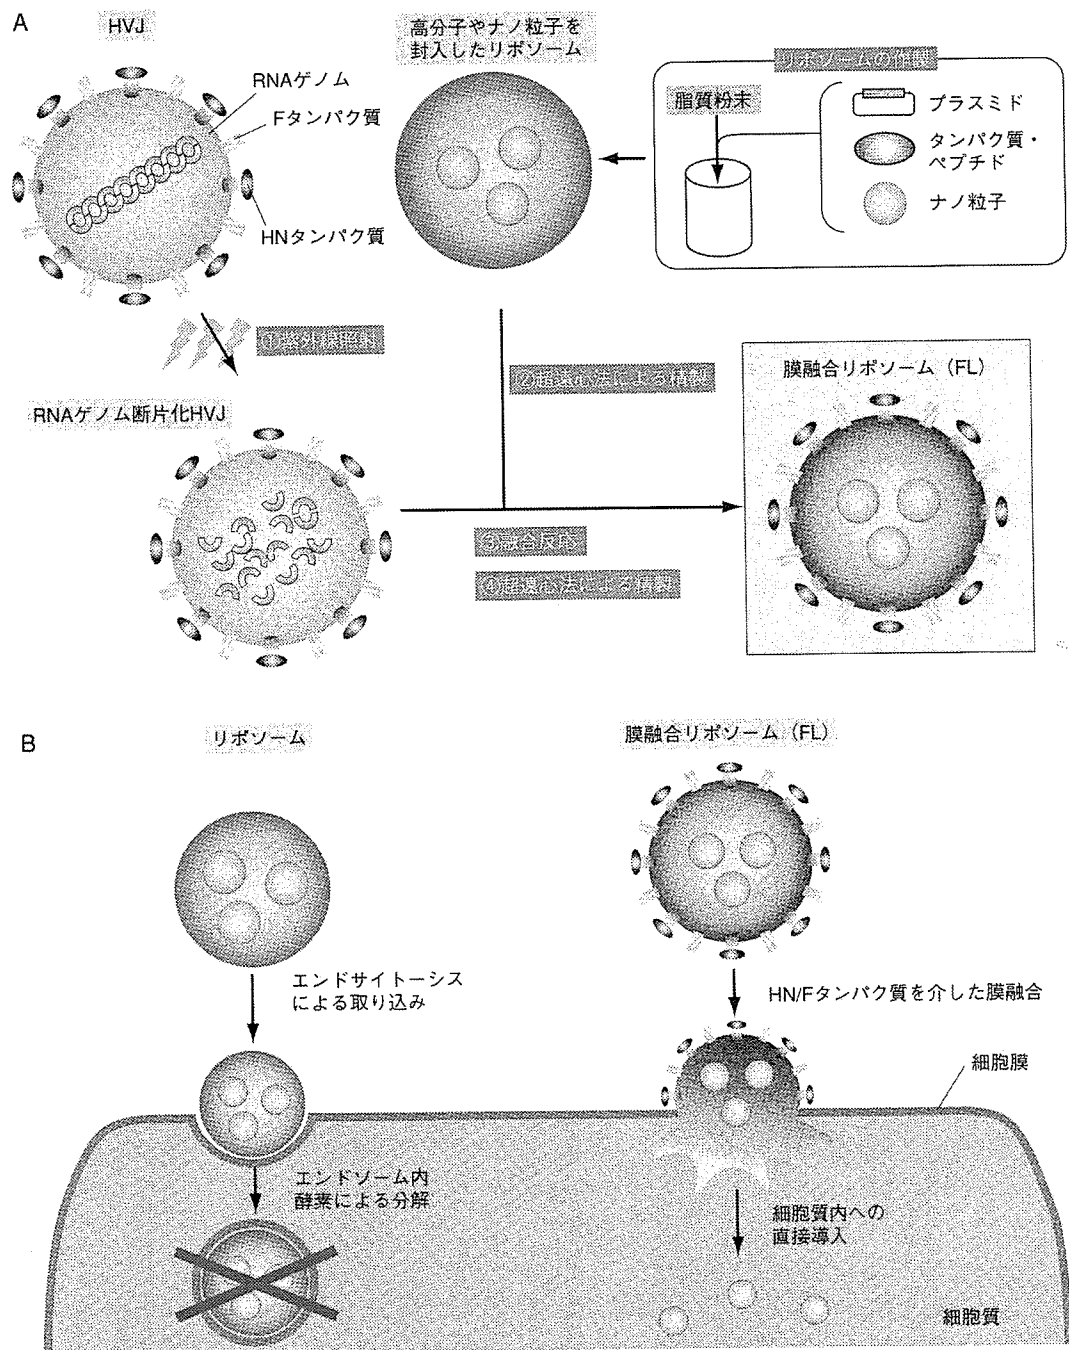 A
HVJ
RNAゲノム
Fタンパク質
HNタンパク質
高分子やナノ粒子を
封入したリポソーム
リポソームの作製
脂質粉末
プラスミド
タンパク質・
ペプチド
ナノ粒子
①紫外線照射
②超遠心法による精製
RNAゲノム断片化HVJ
③融合反応
④超遠心法による精製
膜融合リポソーム（FL）
B
リポソーム
エンドサイトーシス
による取り込み
エンドソーム内
酵素による分解
膜融合リポソーム（FL）
HN/Fタンパク質を介した膜融合
細胞膜
細胞質内への
直接導入
細胞質